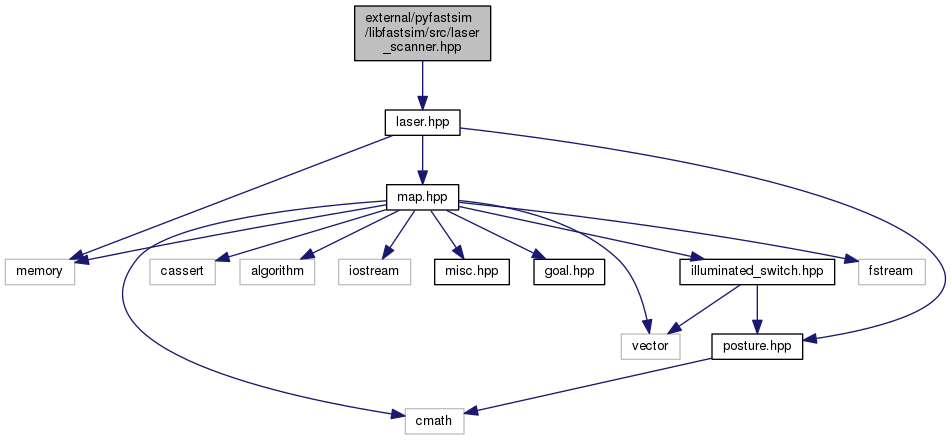 external/pyfastsim
/libfastsim/src/laser
_scanner.hpp
laser.hpp
map.hpp
memory
cassert
algorithm
iostream
misc.hpp
goal.hpp
illuminated_switch.hpp
fstream
vector
posture.hpp
cmath